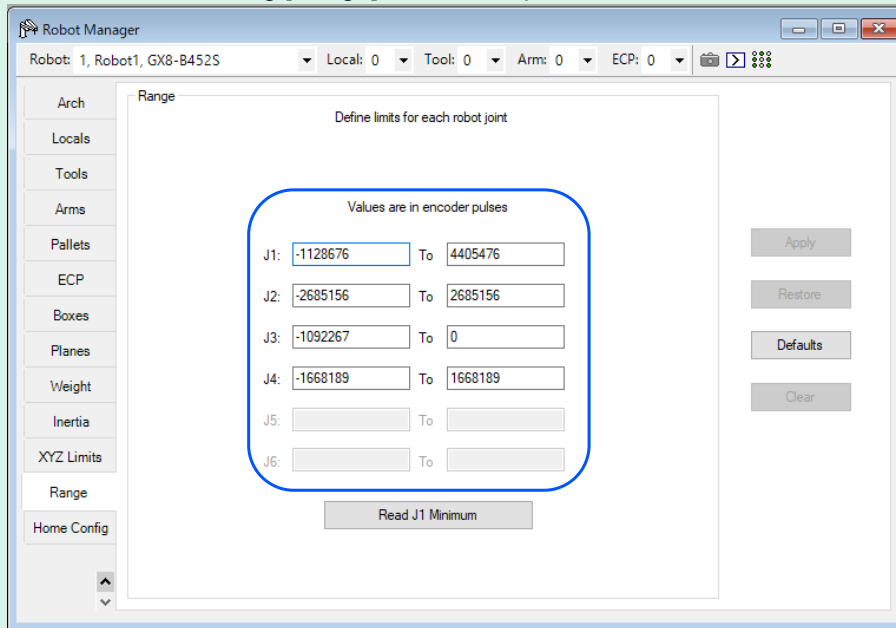 Robot Manager
Robot: 1, Robot1, GX8-B452S Local: 0 Tool: 0 Arm: 0 ECP: 0
Arch
Locals
Tools
Arms
Pallets
ECP
Boxes
Planes
Weight
Inertia
XYZ Limits
Range
Home Config
Range
Define limits for each robot joint
Values are in encoder pulses
J1: -1128676 To 4405476
J2: -2685156 To 2685156
J3: -1092267 To 0
J4: -1668189 To 1668189
J5: To
J6: To
Read J1 Minimum
Apply
Restore
Defaults
Clear